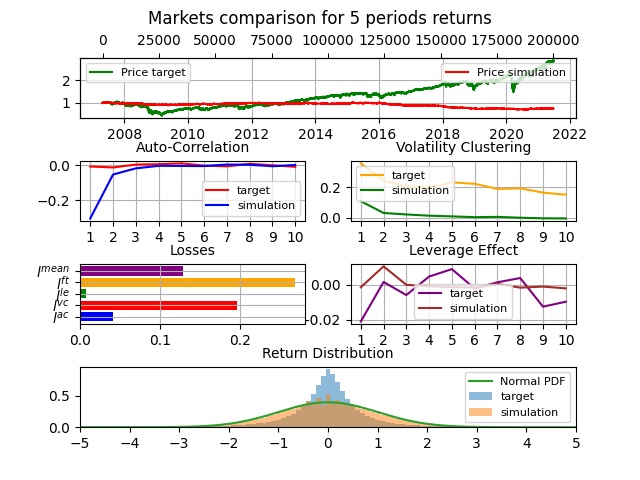 Markets comparison for 5 periods returns
0 25000 50000 75000 100000 125000 150000 175000 200000
Price target
Price simulation
2
1
2008 2010 2012 2014 2016 2018 2020 2022
Auto-Correlation
Volatility Clustering
0.0
−0.2
target
simulation
1 2 3 4 5 6 7 8 9 10
0.2
0.0
target
simulation
1 2 3 4 5 6 7 8 9 10
Losses
Leverage Effect
l^mean
l^ft
l^le
l^vc
l^ac
0.0 0.1 0.2
0.00
−0.02
target
simulation
1 2 3 4 5 6 7 8 9 10
Return Distribution
0.5
0.0
Normal PDF
target
simulation
−5 −4 −3 −2 −1 0 1 2 3 4 5